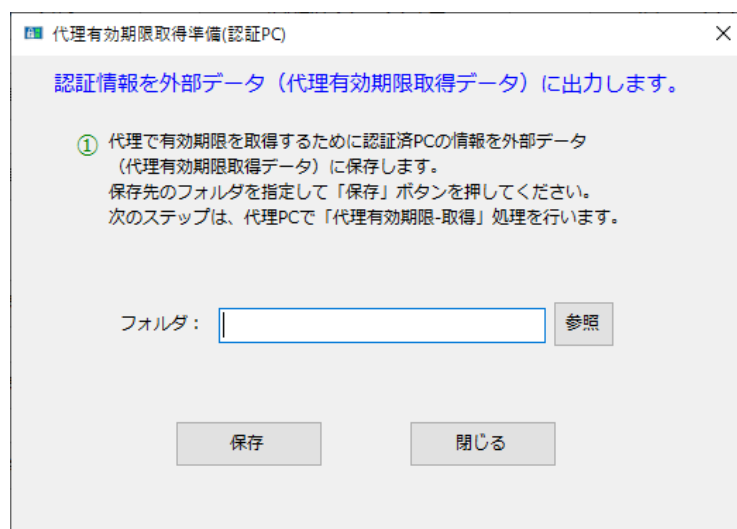 代理有効期限取得準備(認証PC)
認証情報を外部データ（代理有効期限取得データ）に出力します。
① 代理で有効期限を取得するために認証済PCの情報を外部データ
（代理有効期限取得データ）に保存します。
保存先のフォルダを指定して「保存」ボタンを押してください。
次のステップは、代理PCで「代理有効期限-取得」処理を行います。
フォルダ： 参照
保存 閉じる